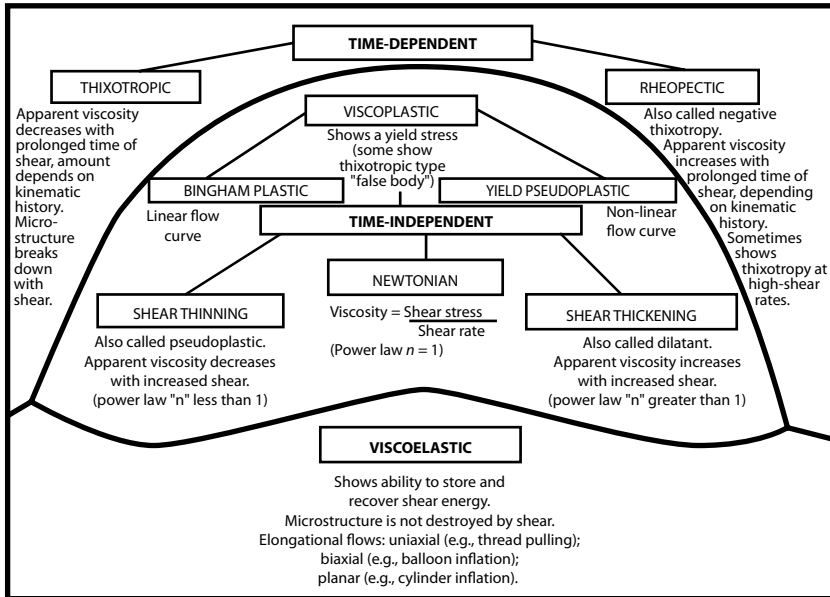 TIME-DEPENDENT
THIXOTROPIC
Apparent viscosity
decreases with
prolonged time of
shear, amount
depends on
kinematic
history.
Micro-
structure
breaks
down
with
shear.
RHEOPECTIC
Also called negative
thixotropy.
Apparent viscosity
increases with
prolonged time of
shear, depending
on kinematic
history.
Sometimes
shows
thixotropy at
high-shear
rates.
VISCOPLASTIC
Shows a yield stress
(some show
thixotropic type
"false body")
BINGHAM PLASTIC
Linear flow
curve
YIELD PSEUDOPLASTIC
Non-linear
flow curve
TIME-INDEPENDENT
SHEAR THINNING
Also called pseudoplastic.
Apparent viscosity decreases
with increased shear.
(power law "n" less than 1)
NEWTONIAN
Viscosity = Shear stress
Shear rate
(Power law n = 1)
SHEAR THICKENING
Also called dilatant.
Apparent viscosity increases
with increased shear.
(power law "n" greater than 1)
VISCOELASTIC
Shows ability to store and
recover shear energy.
Microstructure is not destroyed by shear.
Elongational flows: uniaxial (e.g., thread pulling);
biaxial (e.g., balloon inflation);
planar (e.g., cylinder inflation).